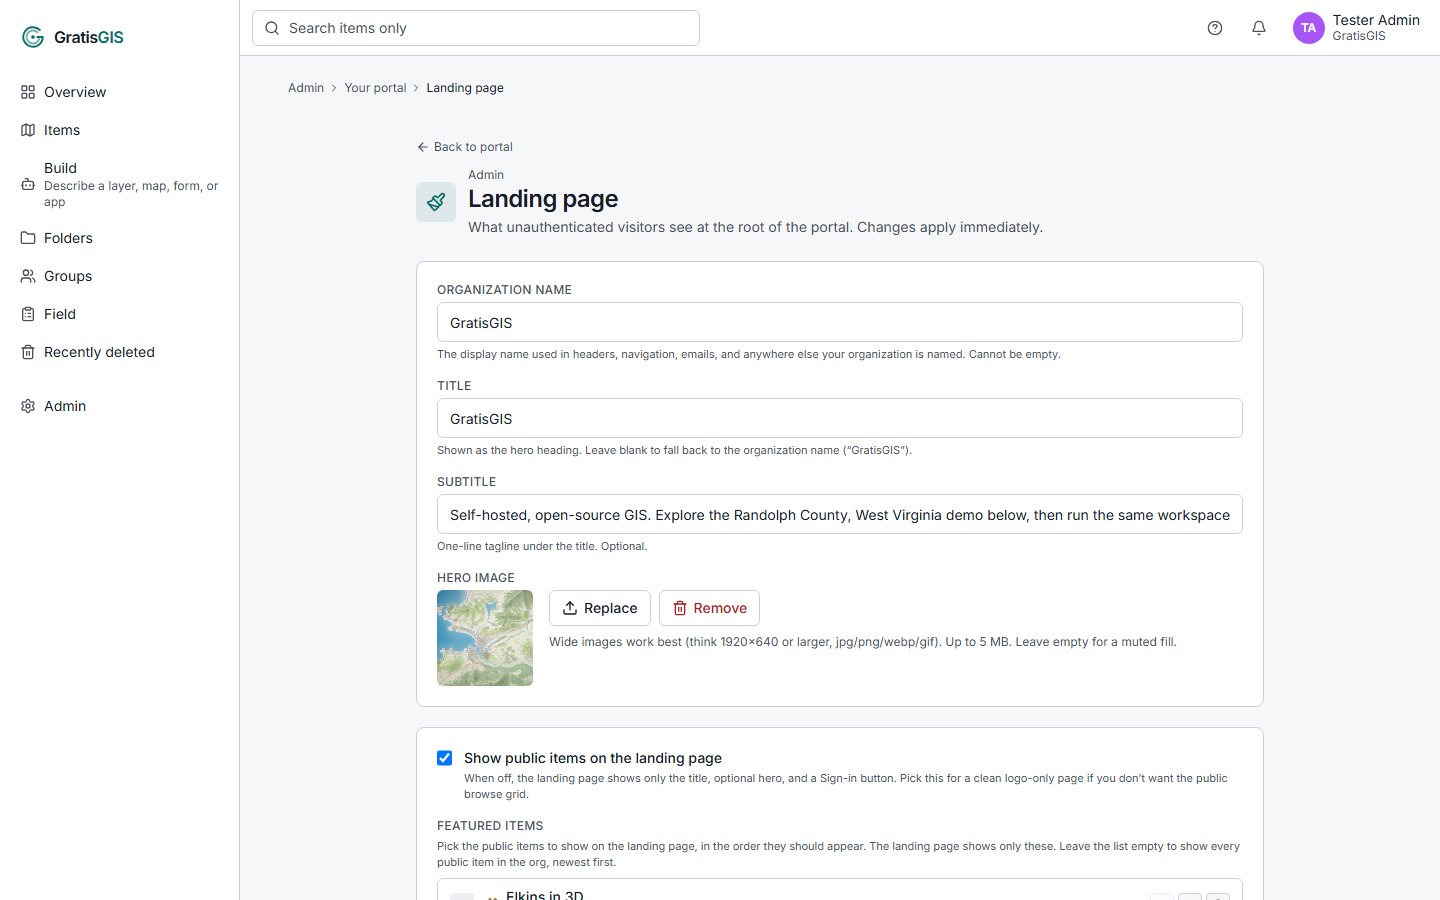 GratisGIS
Search items only
TA
Tester Admin
GratisGIS
Overview
Items
Build
Describe a layer, map, form, or
app
Folders
Groups
Field
Recently deleted
Admin
Admin > Your portal > Landing page
Back to portal
Admin
Landing page
What unauthenticated visitors see at the root of the portal. Changes apply immediately.
ORGANIZATION NAME
GratisGIS
The display name used in headers, navigation, emails, and anywhere else your organization is named. Cannot be empty.
TITLE
GratisGIS
Shown as the hero heading. Leave blank to fall back to the organization name (“GratisGIS”).
SUBTITLE
Self-hosted, open-source GIS. Explore the Randolph County, West Virginia demo below, then run the same workspace
One-line tagline under the title. Optional.
HERO IMAGE
Replace
Remove
Wide images work best (think 1920×640 or larger, jpg/png/webp/gif). Up to 5 MB. Leave empty for a muted fill.
Show public items on the landing page
When off, the landing page shows only the title, optional hero, and a Sign-in button. Pick this for a clean logo-only page if you don’t want the public
browse grid.
FEATURED ITEMS
Pick the public items to show on the landing page, in the order they should appear. The landing page shows only these. Leave the list empty to show every
public item in the org, newest first.
Elkins in 3D